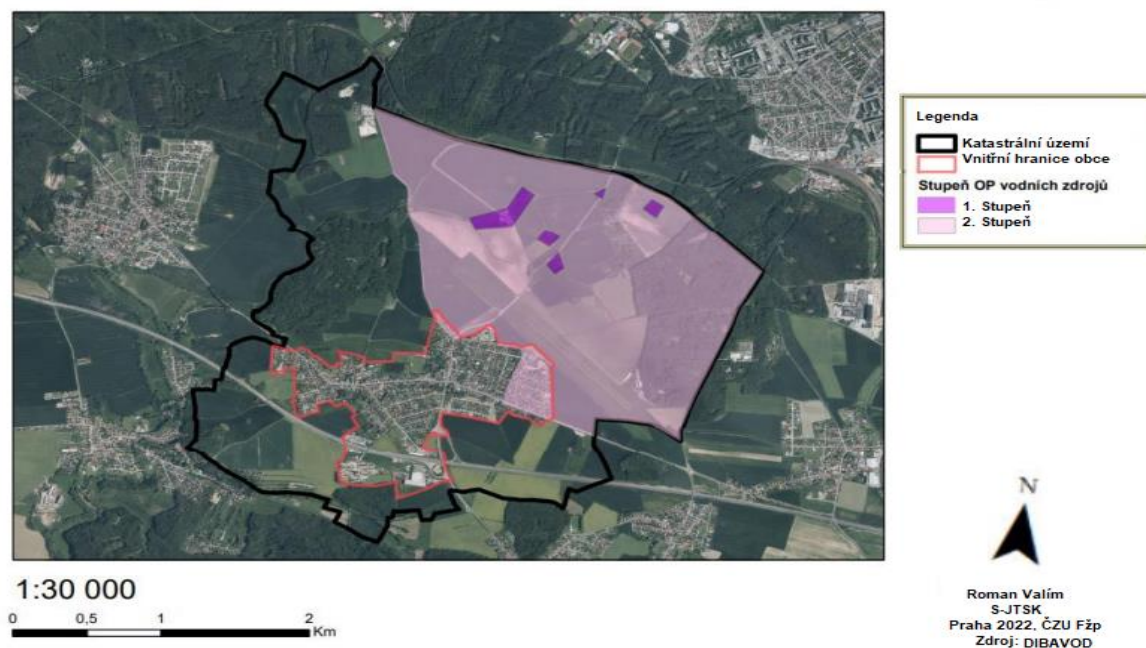 Legenda
Katastrální území
Vnitřní hranice obce
Stupeň OP vodních zdrojů
1. Stupeň
2. Stupeň
N
1:30 000
0 0,5 1 2 Km
Roman Valím
S-JTSK
Praha 2022, ČZU Fžp
Zdroj: DIBAVOD